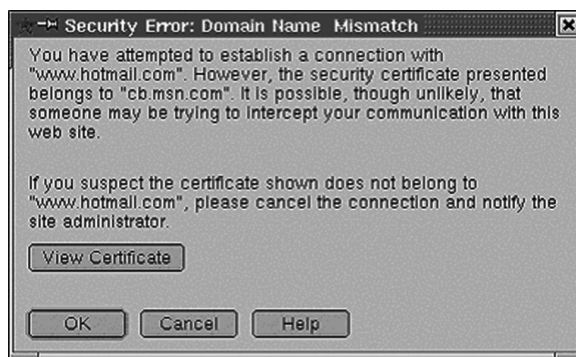 Security Error: Domain Name Mismatch
You have attempted to establish a connection with
"www.hotmail.com". However, the security certificate presented
belongs to "cb.msn.com". It is possible, though unlikely, that
someone may be trying to intercept your communication with this
web site.
If you suspect the certificate shown does not belong to
"www.hotmail.com", please cancel the connection and notify the
site administrator.
View Certificate
OK Cancel Help